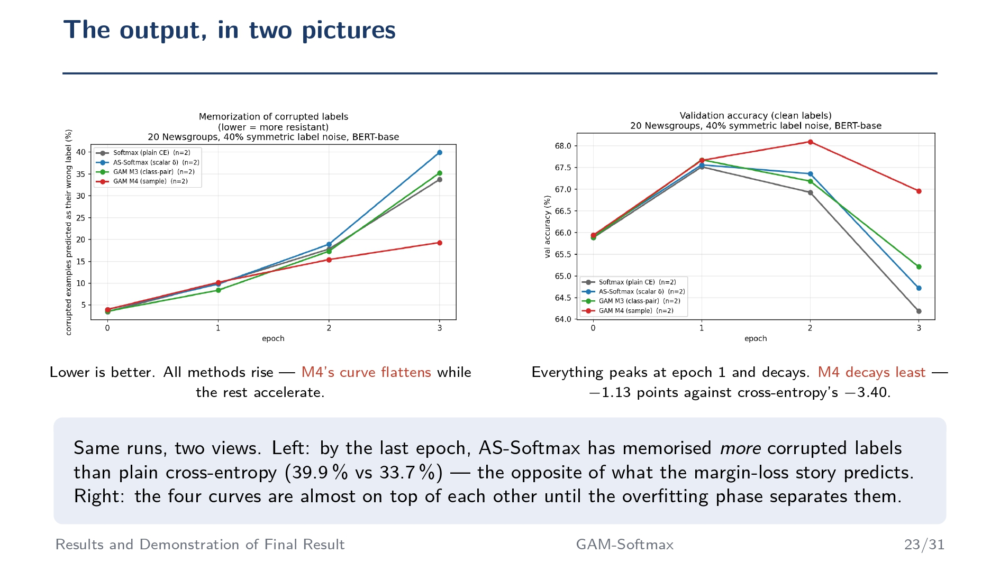 The output, in two pictures
Memorization of corrupted labels
(lower = more resistant)
20 Newsgroups, 40% symmetric label noise, BERT-base
corrupted examples predicted as their wrong label (%)
40
35
30
25
20
15
10
5
Softmax (plain CE) (n=2)
AS-Softmax (scalar δ) (n=2)
GAM M3 (class-pair) (n=2)
GAM M4 (sample) (n=2)
0 1 2 3
epoch
Validation accuracy (clean labels)
20 Newsgroups, 40% symmetric label noise, BERT-base
val accuracy (%)
68.0
67.5
67.0
66.5
66.0
65.5
65.0
64.5
64.0
Softmax (plain CE) (n=2)
AS-Softmax (scalar δ) (n=2)
GAM M3 (class-pair) (n=2)
GAM M4 (sample) (n=2)
0 1 2 3
epoch
Lower is better. All methods rise — M4's curve flattens while
the rest accelerate.
Everything peaks at epoch 1 and decays. M4 decays least —
−1.13 points against cross-entropy's −3.40.
Same runs, two views. Left: by the last epoch, AS-Softmax has memorised more corrupted labels
than plain cross-entropy (39.9 % vs 33.7 %) — the opposite of what the margin-loss story predicts.
Right: the four curves are almost on top of each other until the overfitting phase separates them.
Results and Demonstration of Final Result GAM-Softmax 23/31